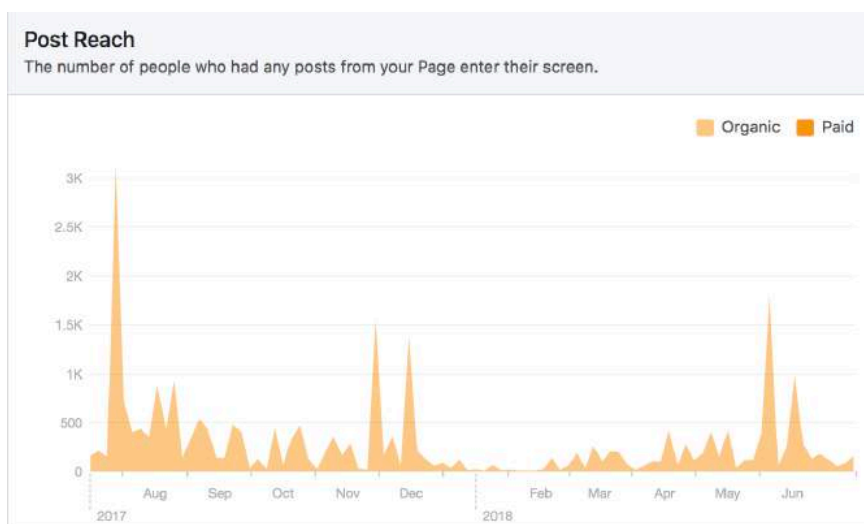 Post Reach
The number of people who had any posts from your Page enter their screen.
Organic Paid
3K
2.5K
2K
1.5K
1K
500
0
Aug Sep Oct Nov Dec Feb Mar Apr May Jun
2017 2018